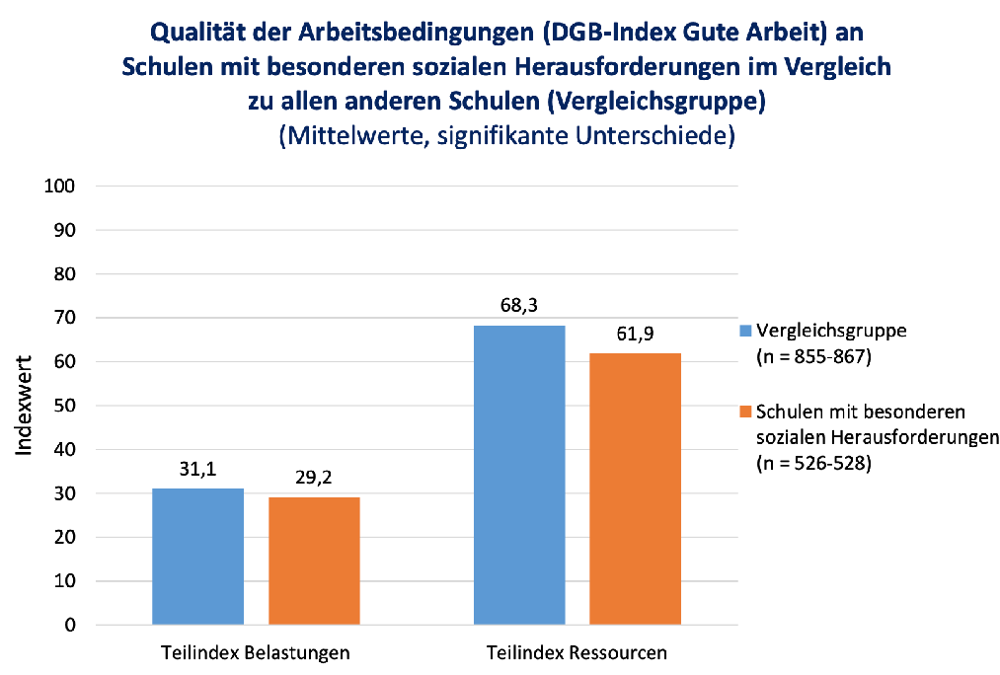 Qualität der Arbeitsbedingungen (DGB-Index Gute Arbeit) an
Schulen mit besonderen sozialen Herausforderungen im Vergleich
zu allen anderen Schulen (Vergleichsgruppe)
(Mittelwerte, signifikante Unterschiede)
100
90
80
70
60
50
40
30
20
10
0
Indexwert
31,1
29,2
68,3
61,9
Teilindex Belastungen
Teilindex Ressourcen
Vergleichsgruppe
(n = 855-867)
Schulen mit besonderen
sozialen Herausforderungen
(n = 526-528)